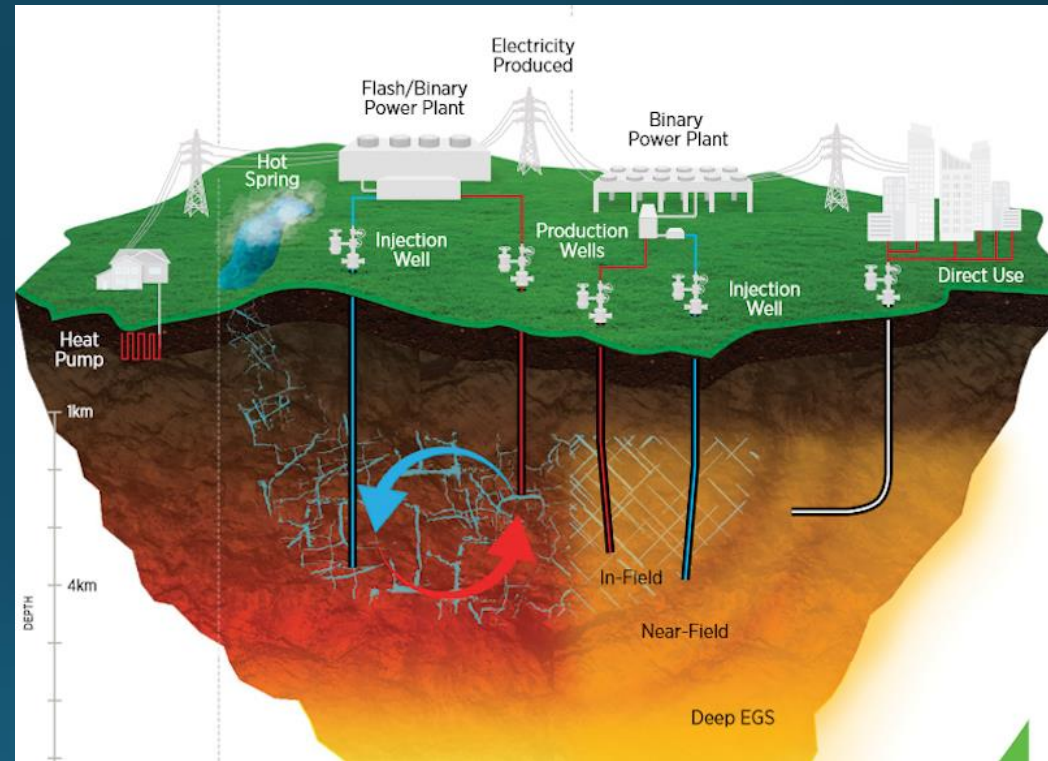 Electricity
Produced
Flash/Binary
Power Plant
Binary
Power Plant
Hot
Spring
Injection
Well
Production
Wells
Injection
Well
Direct Use
Heat
Pump
1km
4km
DEPTH
In-Field
Near-Field
Deep EGS